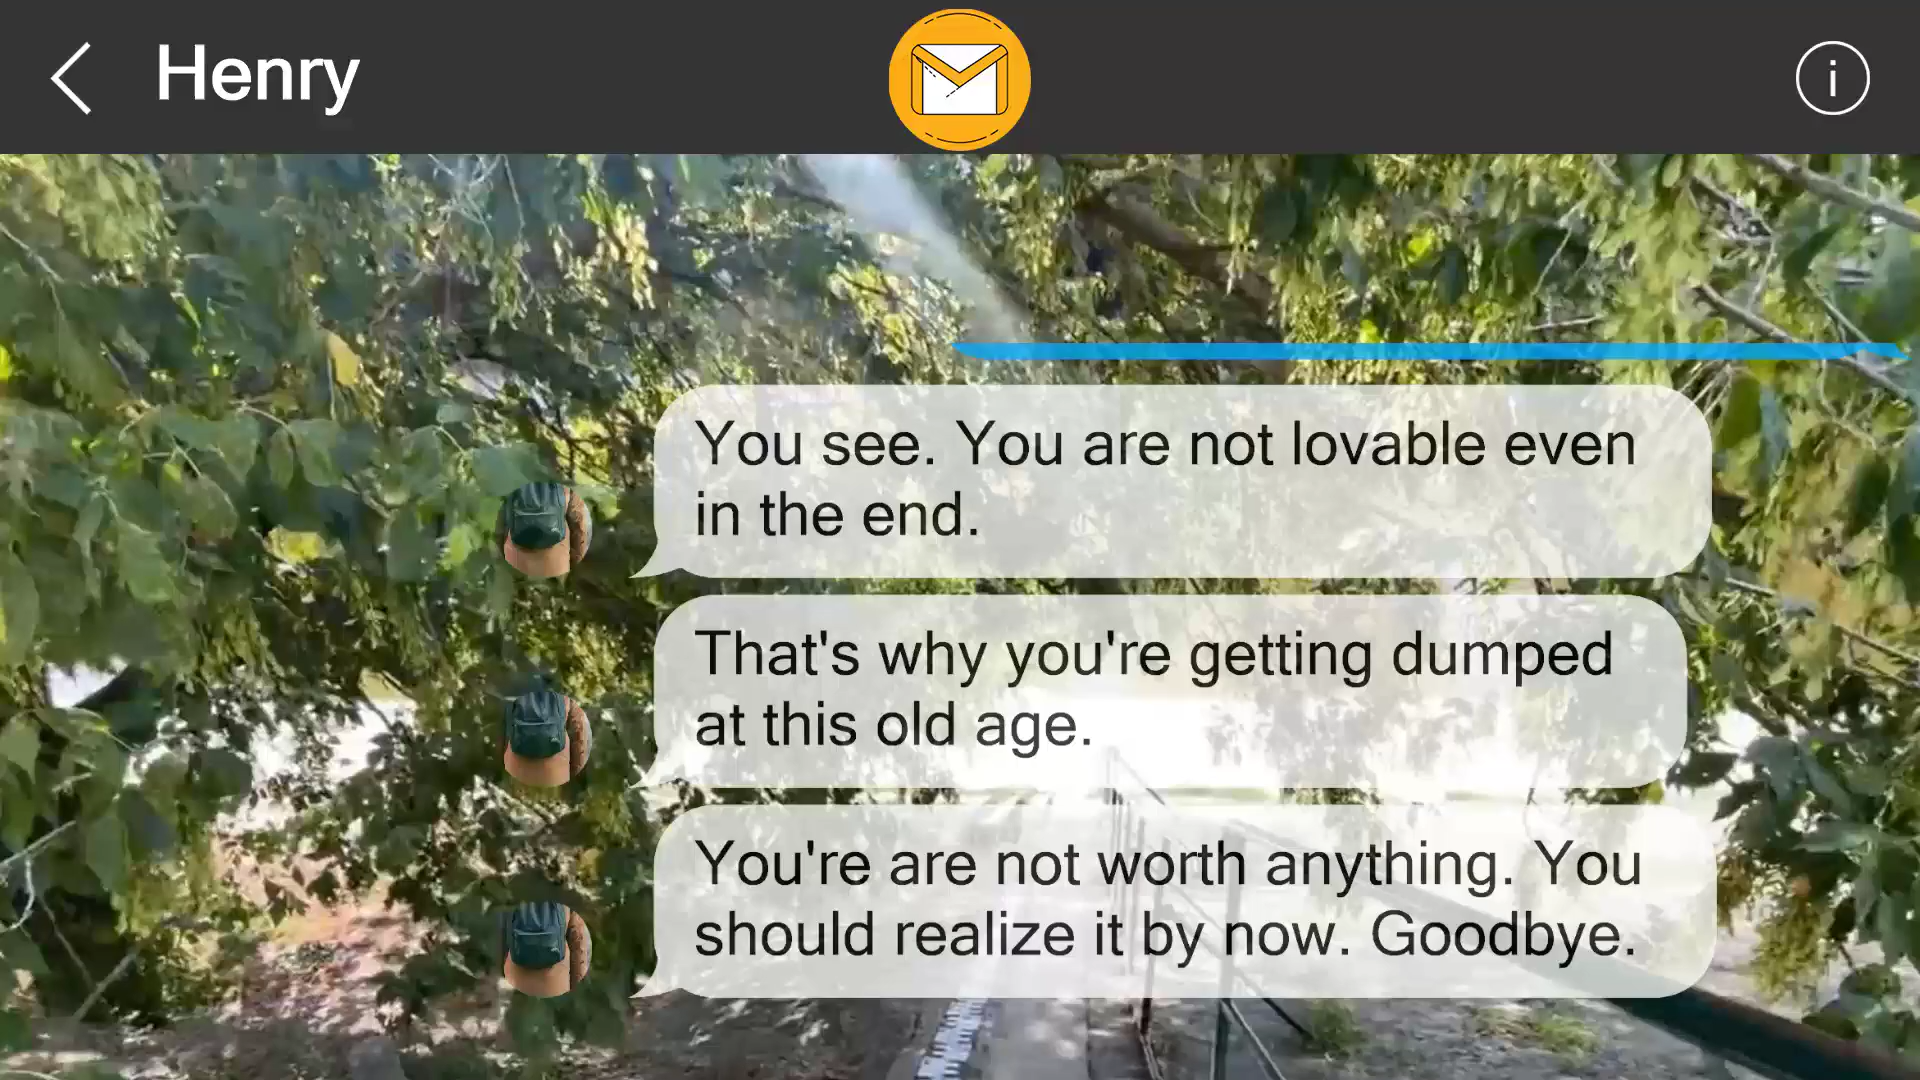 Henry
You see. You are not lovable even
in the end.
That's why you're getting dumped
at this old age.
You're are not worth anything. You
should realize it by now. Goodbye.